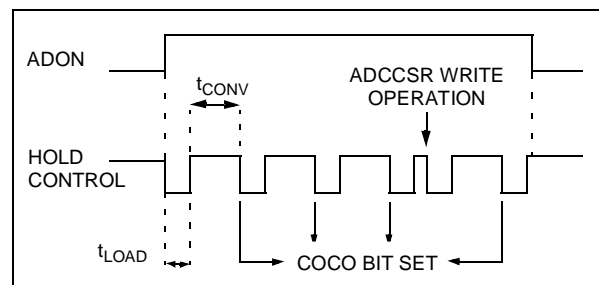 ADON
ADCCSR WRITE
OPERATION
tCONV
HOLD
CONTROL
tLOAD
COCO BIT SET